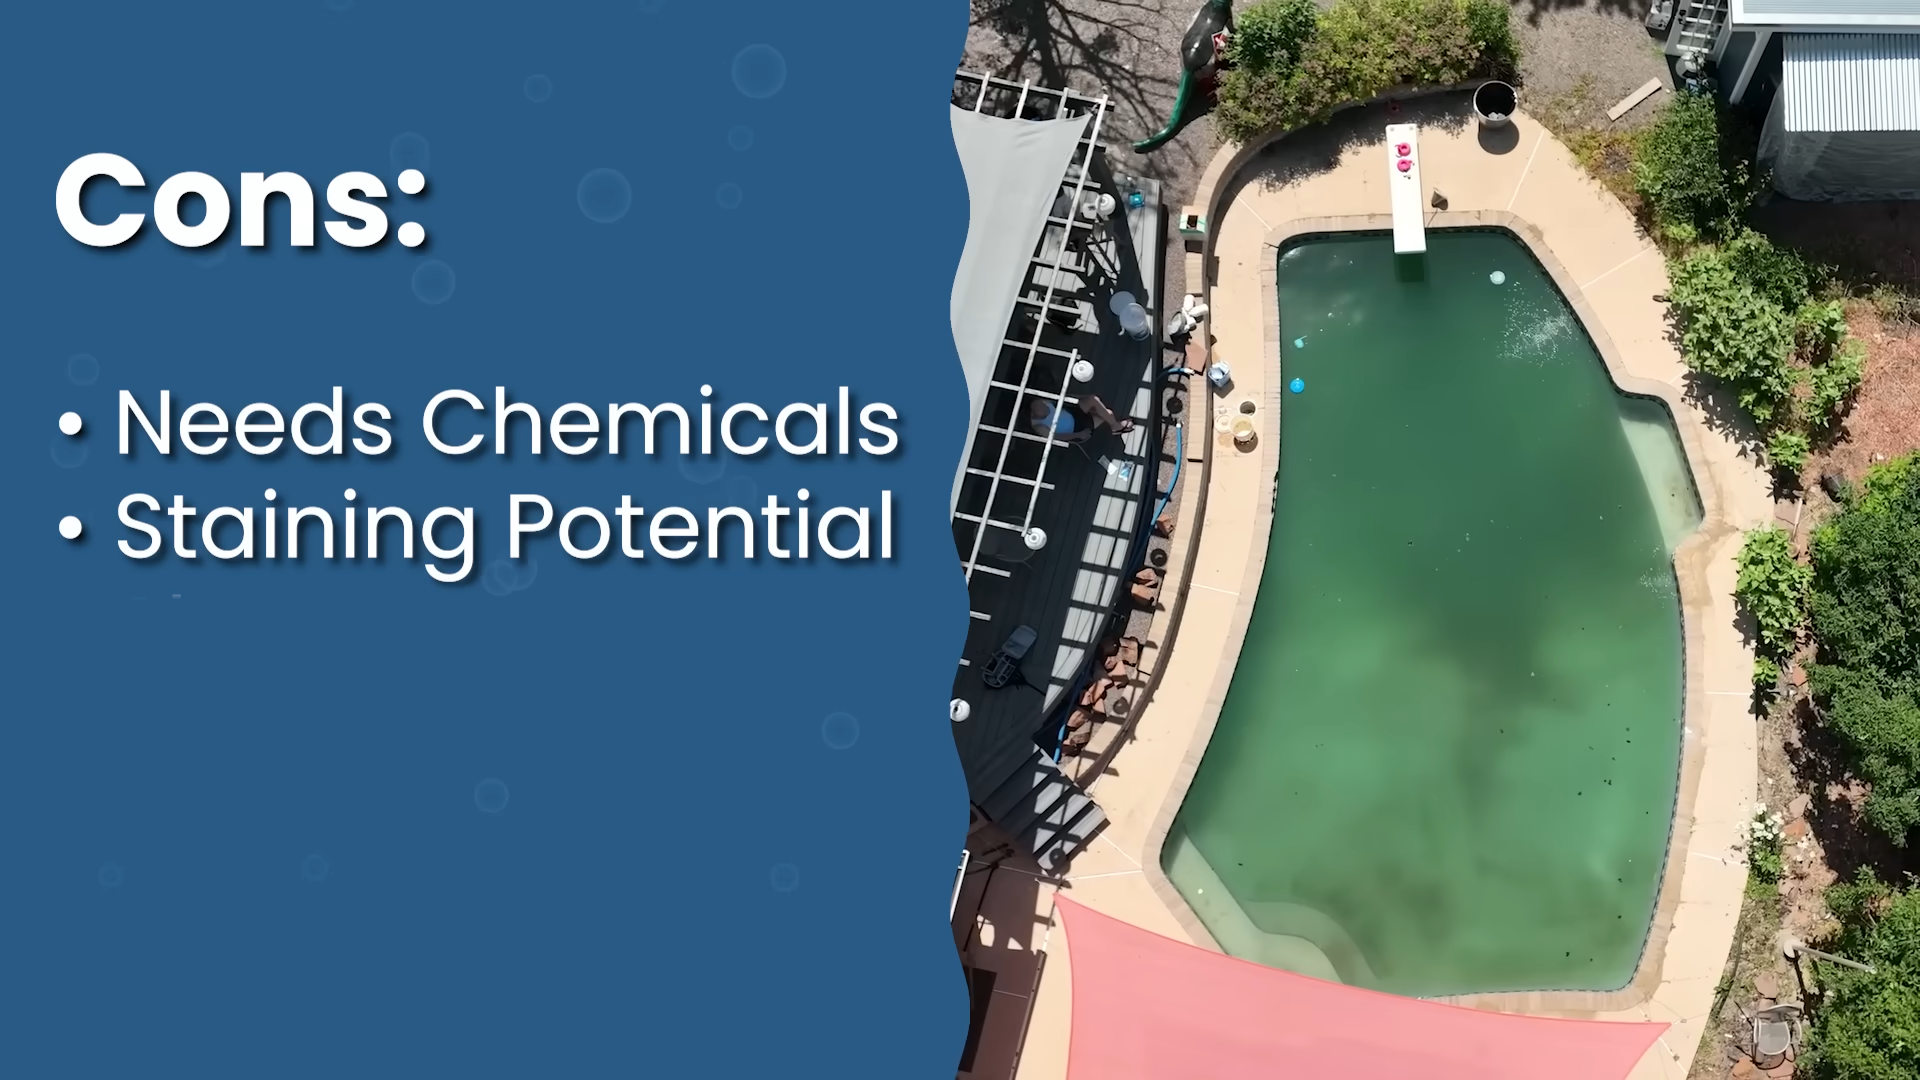 Cons:
• Needs Chemicals
• Staining Potential